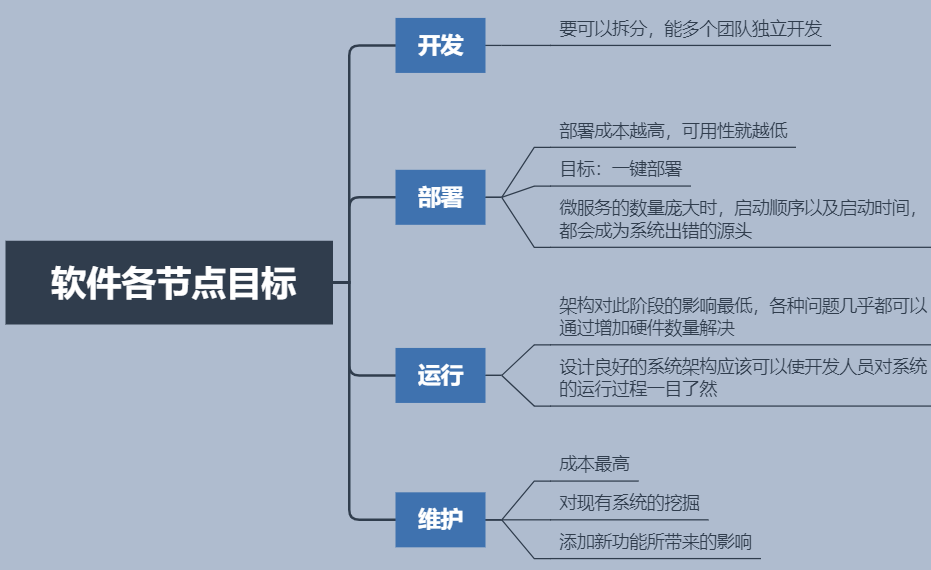 软件各节点目标
开发
要可以拆分，能多个团队独立开发
部署
部署成本越高，可用性就越低
目标：一键部署
微服务的数量庞大时，启动顺序以及启动时间，
都会成为系统出错的源头
运行
架构对此阶段的影响最低，各种问题几乎都可以
通过增加硬件数量解决
设计良好的系统架构应该可以使开发人员对系统
的运行过程一目了然
维护
成本最高
对现有系统的挖掘
添加新功能所带来的影响